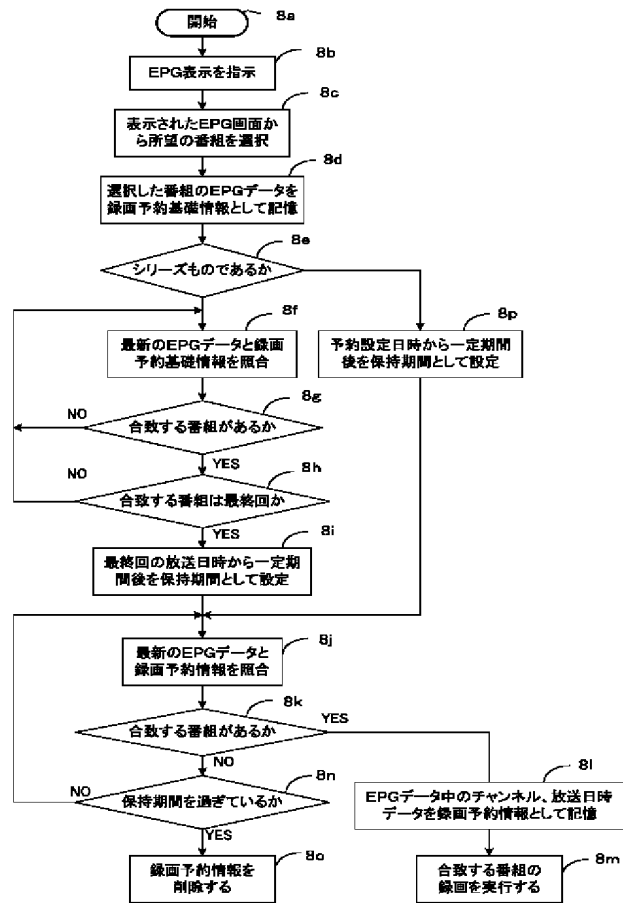 開始
8a
EPG表示を指示
8b
表示されたEPG画面か
ら所望の番組を選択
8c
選択した番組のEPGデータを
録画予約基礎情報として記憶
8d
シリーズものであるか
8e
最新のEPGデータと録画
予約基礎情報を照合
8f
予約設定日時から一定期間
後を保持期間として設定
8p
合致する番組があるか
8g
NO
YES
合致する番組は最終回か
8h
NO
YES
最終回の放送日時から一定期
間後を保持期間として設定
8i
最新のEPGデータと
録画予約情報を照合
8j
合致する番組があるか
8k
YES
NO
保持期間を過ぎているか
8n
NO
YES
EPGデータ中のチャンネル、放送日時
データを録画予約情報として記憶
8l
録画予約情報を
削除する
8o
合致する番組の
録画を実行する
8m